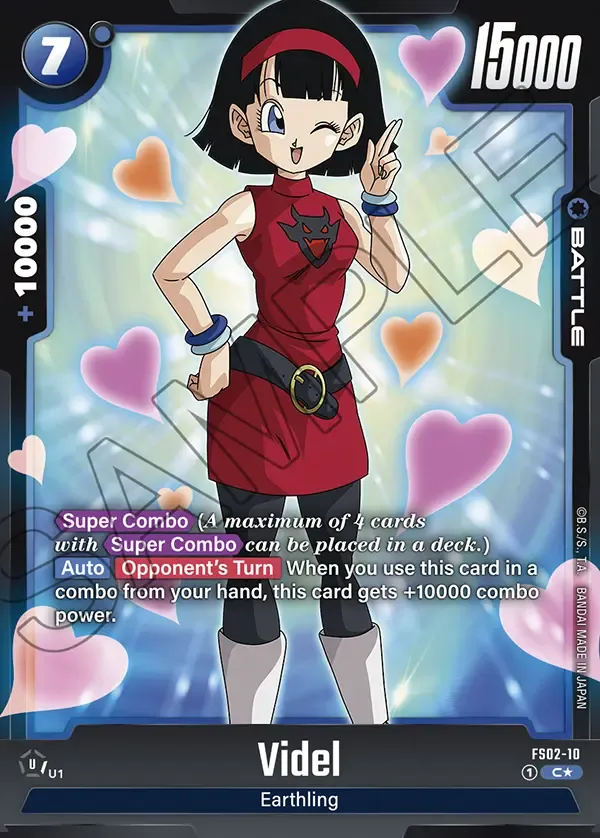 7
15000
+ 10000
BATTLE
SAMPLE
Super Combo (A maximum of 4 cards
with Super Combo can be placed in a deck.)
Auto Opponent's Turn When you use this card in a
combo from your hand, this card gets +10000 combo
power.
©B.S./S., T.A. BANDAI MADE IN JAPAN
Videl
FS02-10
U/U1
1 C★
Earthling